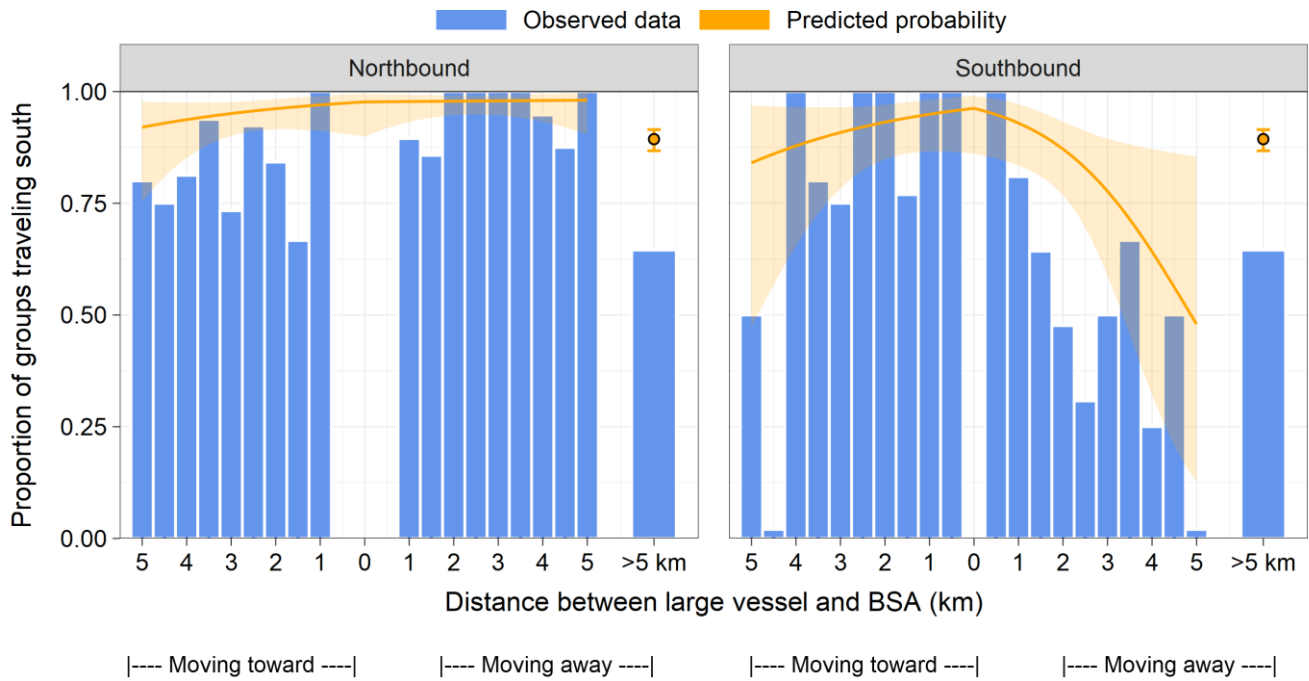 Observed data Predicted probability
Northbound Southbound
Proportion of groups traveling south
1.00
0.75
0.50
0.25
0.00
5 4 3 2 1 0 1 2 3 4 5 >5 km 5 4 3 2 1 0 1 2 3 4 5 >5 km
Distance between large vessel and BSA (km)
|---- Moving toward ----| |---- Moving away ----| |---- Moving toward ----| |---- Moving away ----|